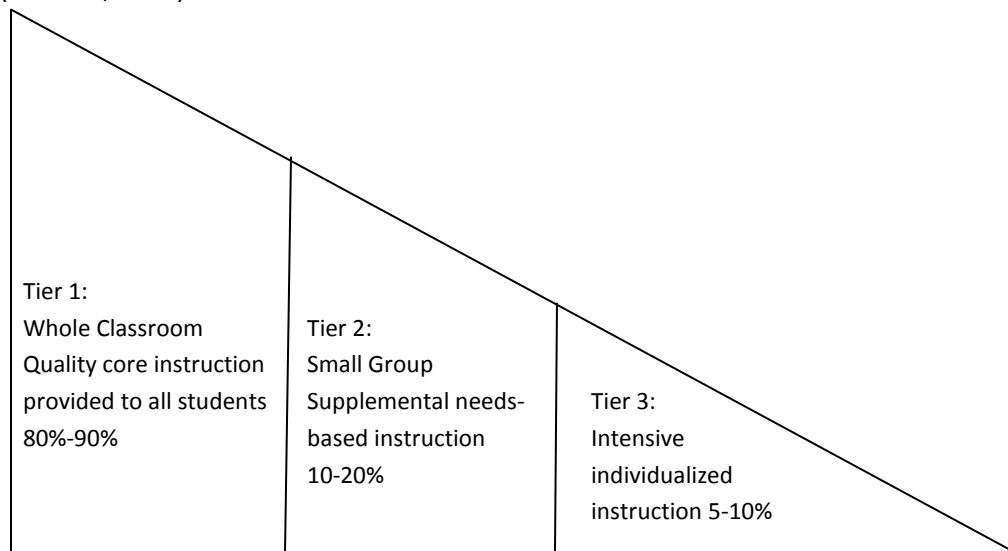 Tier 1:
Whole Classroom
Quality core instruction
provided to all students
80%-90%
Tier 2:
Small Group
Supplemental needs-
based instruction
10-20%
Tier 3:
Intensive
individualized
instruction 5-10%